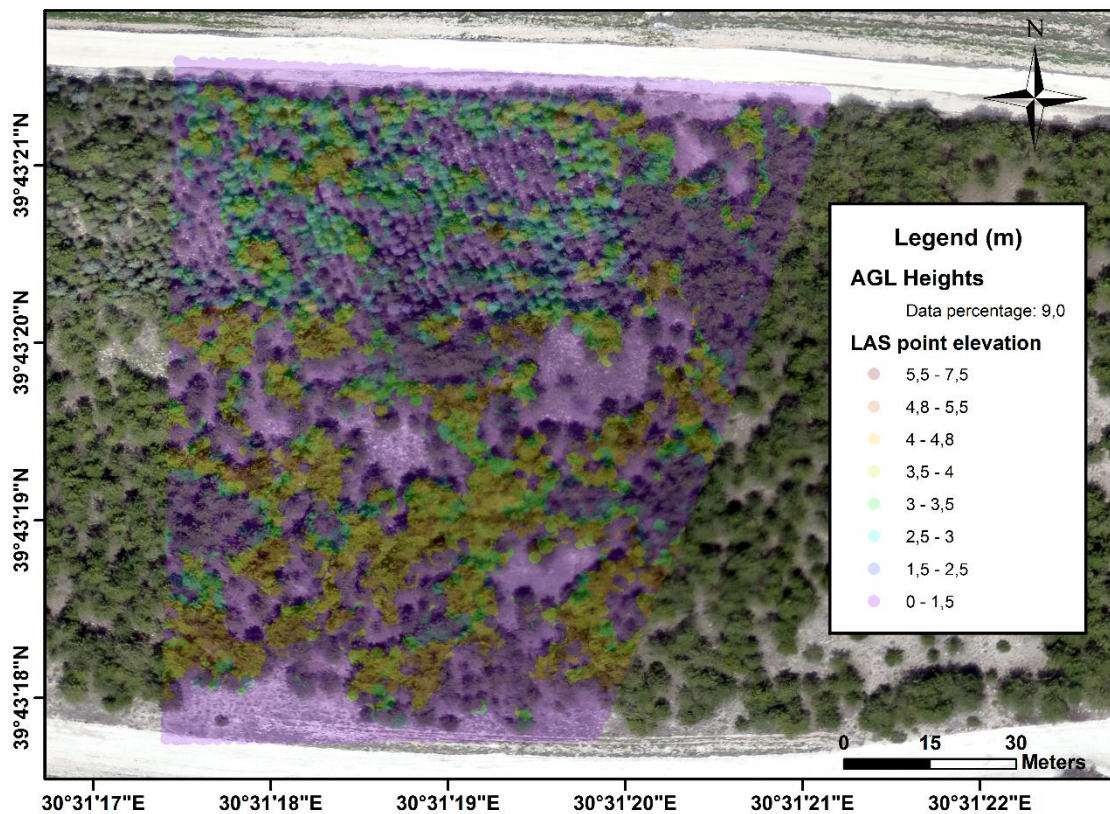 N
39°43'21"N
39°43'20"N
39°43'19"N
39°43'18"N
Legend (m)
AGL Heights
Data percentage: 9,0
LAS point elevation
5,5 - 7,5
4,8 - 5,5
4 - 4,8
3,5 - 4
3 - 3,5
2,5 - 3
1,5 - 2,5
0 - 1,5
0 15 30
Meters
30°31'17"E 30°31'18"E 30°31'19"E 30°31'20"E 30°31'21"E 30°31'22"E